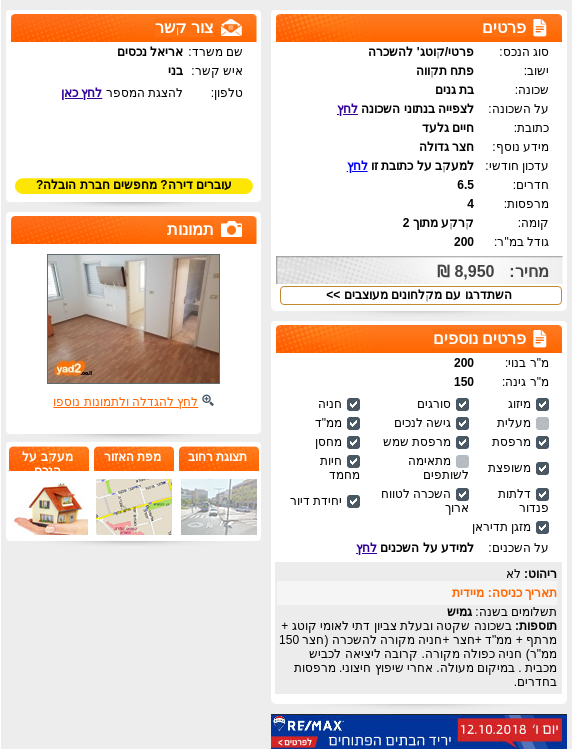 פרטים
סוג הנכס: פרטי/קוטג' להשכרה
ישוב: פתח תקווה
שכונה: בת גנים
על השכונה: לצפייה בנתוני השכונה לחץ
כתובת: חיים גלעד
מידע נוסף: חצר גדולה
עדכון חודשי: למעקב על כתובת זו לחץ
חדרים: 6.5
מרפסות: 4
קומה: קרקע מתוך 2
גודל במ"ר: 200
מחיר: 8,950 ₪
השתדרגו עם מקלחונים מעוצבים >>
פרטים נוספים
מ"ר בנוי: 200
מ"ר גינה: 150
מיזוג סורגים חניה
מעלית גישה לנכים ממ"ד
מרפסת מרפסת שמש מחסן
משופצת מתאימה לשותפים חיות מחמד
דלתות פנדור השכרה לטווח ארוך יחידת דיור
מזגן תדיראן
על השכנים: למידע על השכנים לחץ
ריהוט: לא
תאריך כניסה: מיידית
תשלומים בשנה: גמיש
תוספות: בשכונה שקטה ובעלת צביון דתי לאומי קוטג +
מרתף + ממ"ד +חצר +חניה מקורה להשכרה (חצר 150
ממ"ר) חניה כפולה מקורה. קרובה ליציאה לכביש
מכבית . במיקום מעולה. אחרי שיפוץ חיצוני. מרפסות
בחדרים.
RE/MAX
יום ו' 12.10.2018
יריד הבתים הפתוחים
לפרטים >
צור קשר
שם משרד: אריאל נכסים
איש קשר: בני
טלפון: להצגת המספר לחץ כאן
עוברים דירה? מחפשים חברת הובלה?
תמונות
yad2
לחץ להגדלה ולתמונות נוספו
תצוגת רחוב
מפת האזור
מעקב על
הנכס